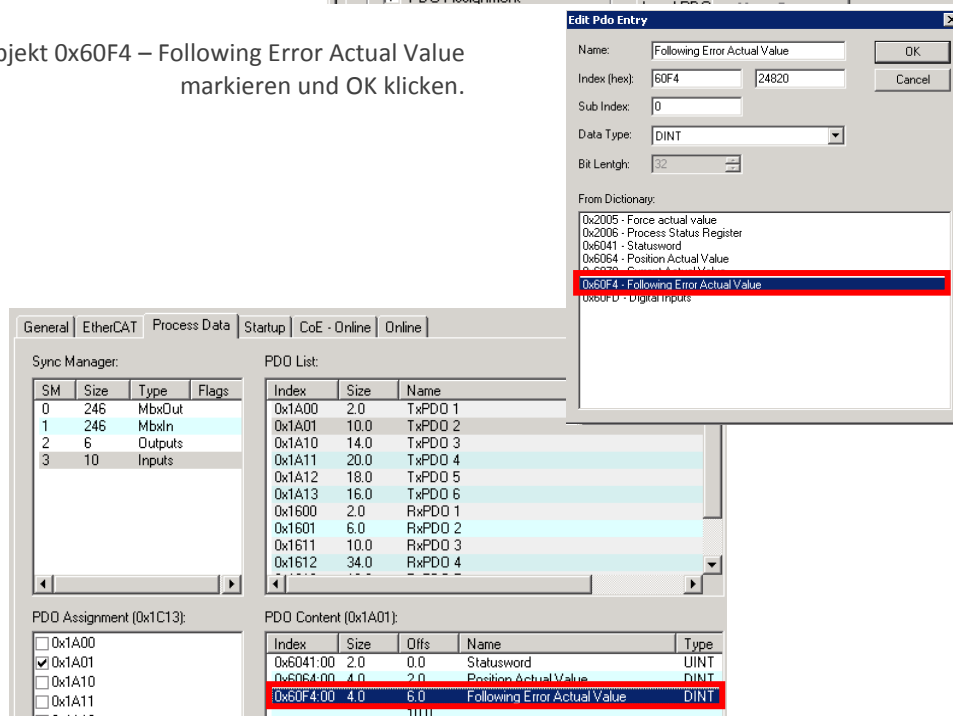 PDO Assignment
Edit Pdo Entry
bjekt 0x60F4 – Following Error Actual Value
markieren und OK klicken.
Name: Following Error Actual Value OK
Index (hex): 60F4 24820 Cancel
Sub Index: 0
Data Type: DINT
Bit Lentgh: 32
From Dictionary:
0x2005 - Force actual value
0x2006 - Process Status Register
0x6041 - Statusword
0x6064 - Position Actual Value
0x60F4 - Following Error Actual Value
0x60FD - Digital Inputs
General EtherCAT Process Data Startup CoE - Online Online
Sync Manager:
SM Size Type Flags
0 246 MbxOut
1 246 MbxIn
2 6 Outputs
3 10 Inputs
PDO List:
Index Size Name
0x1A00 2.0 TxPDO 1
0x1A01 10.0 TxPDO 2
0x1A10 14.0 TxPDO 3
0x1A11 20.0 TxPDO 4
0x1A12 18.0 TxPDO 5
0x1A13 16.0 TxPDO 6
0x1600 2.0 RxPDO 1
0x1601 6.0 RxPDO 2
0x1611 10.0 RxPDO 3
0x1612 34.0 RxPDO 4
PDO Assignment (0x1C13):
0x1A00
0x1A01
0x1A10
0x1A11
PDO Content (0x1A01):
Index Size Offs Name Type
0x6041:00 2.0 0.0 Statusword UINT
0x6064:00 4.0 2.0 Position Actual Value DINT
0x60F4:00 4.0 6.0 Following Error Actual Value DINT
10.0